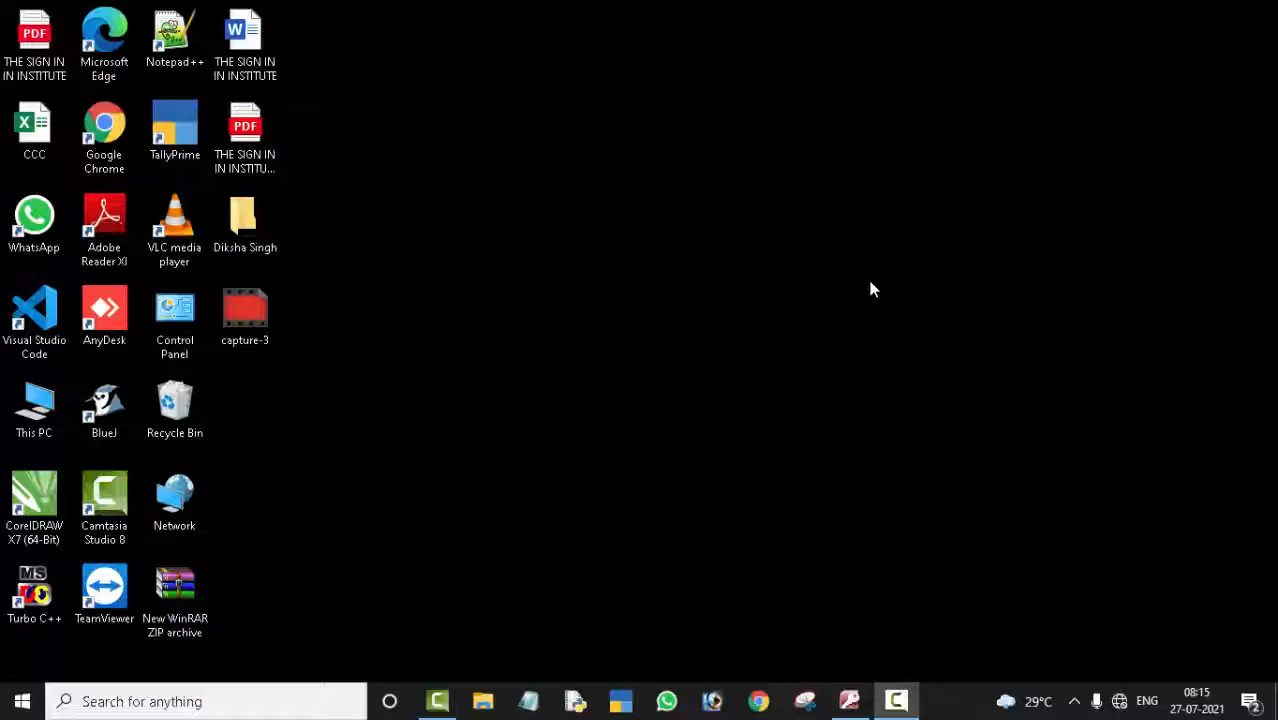 PDF
THE SIGN IN
IN INSTITUTE
Microsoft
Edge
Notepad++
W
THE SIGN IN
IN INSTITUTE
X
CCC
Google
Chrome
TallyPrime
PDF
THE SIGN IN
IN INSTITU...
WhatsApp
Adobe
Reader XI
VLC media
player
Diksha Singh
Visual Studio
Code
AnyDesk
Control
Panel
capture-3
This PC
BlueJ
Recycle Bin
CorelDRAW
X7 (64-Bit)
C
Camtasia
Studio 8
Network
MS
Turbo C++
TeamViewer
New WinRAR
ZIP archive
Search for anything
29°C
ENG
08:15
27-07-2021
2